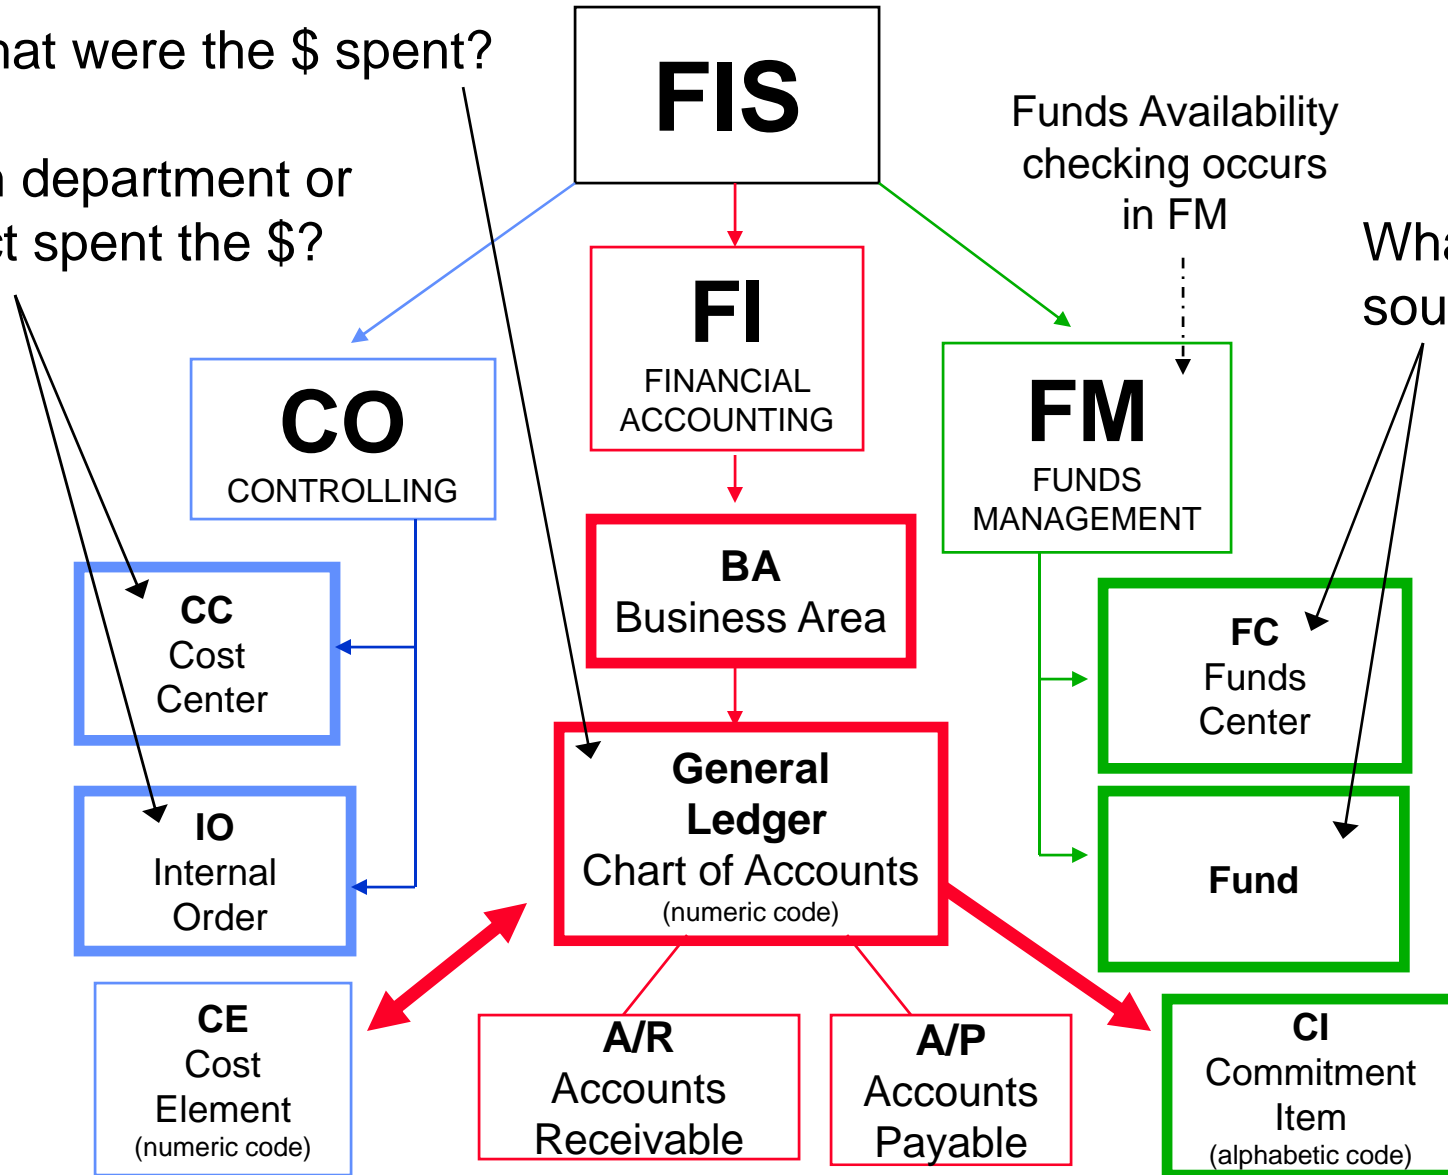 hat were the $ spent?
FIS
Funds Availability
checking occurs
in FM
department or
ct spent the $?
FI
FINANCIAL
ACCOUNTING
CO
CONTROLLING
FM
FUNDS
MANAGEMENT
BA
Business Area
CC
Cost
Center
FC
Funds
Center
General
Ledger
Chart of Accounts
(numeric code)
IO
Internal
Order
Fund
CE
Cost
Element
(numeric code)
A/R
Accounts
Receivable
A/P
Accounts
Payable
CI
Commitment
Item
(alphabetic code)